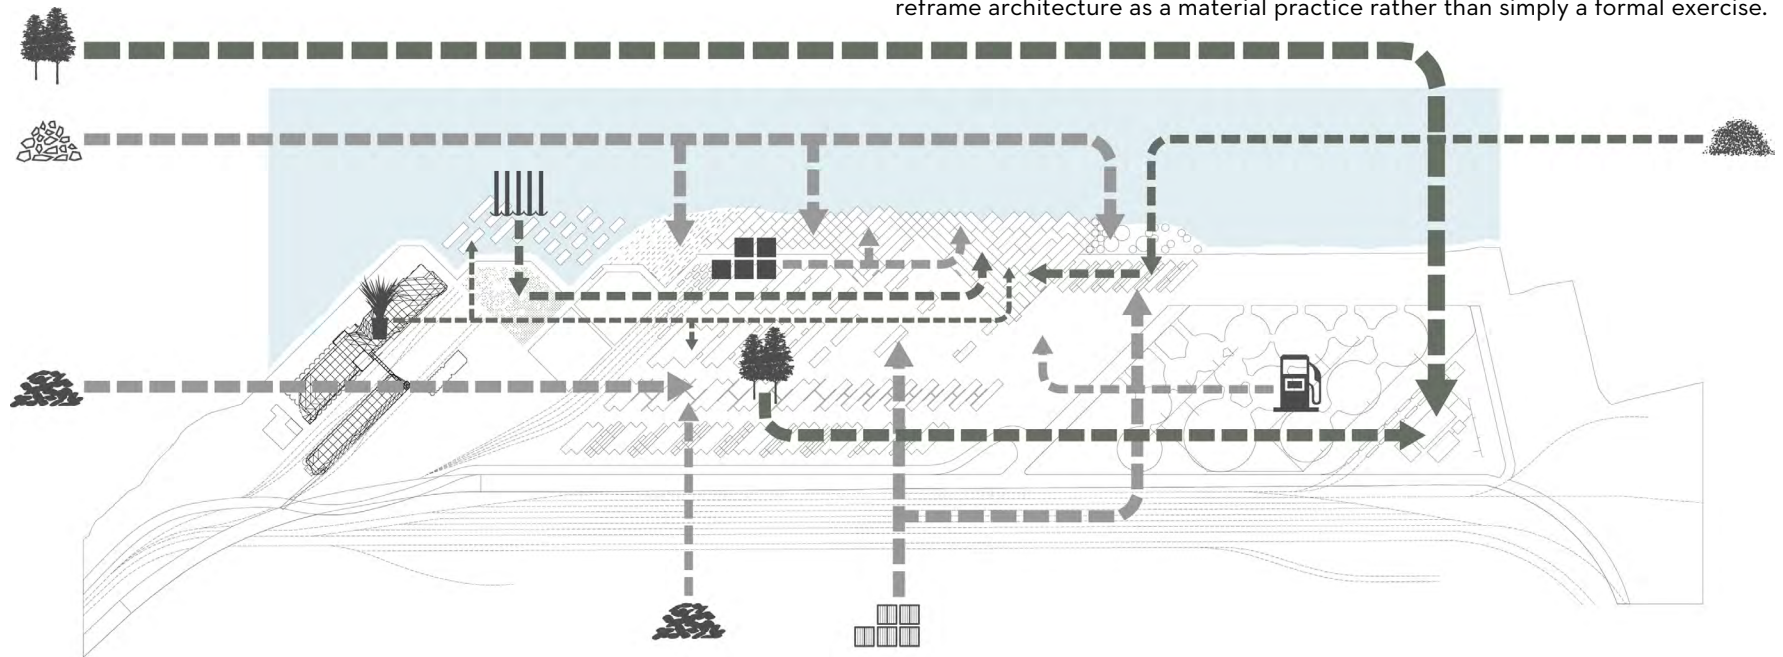 reframe architecture as a material practice rather than simply a formal exercise.